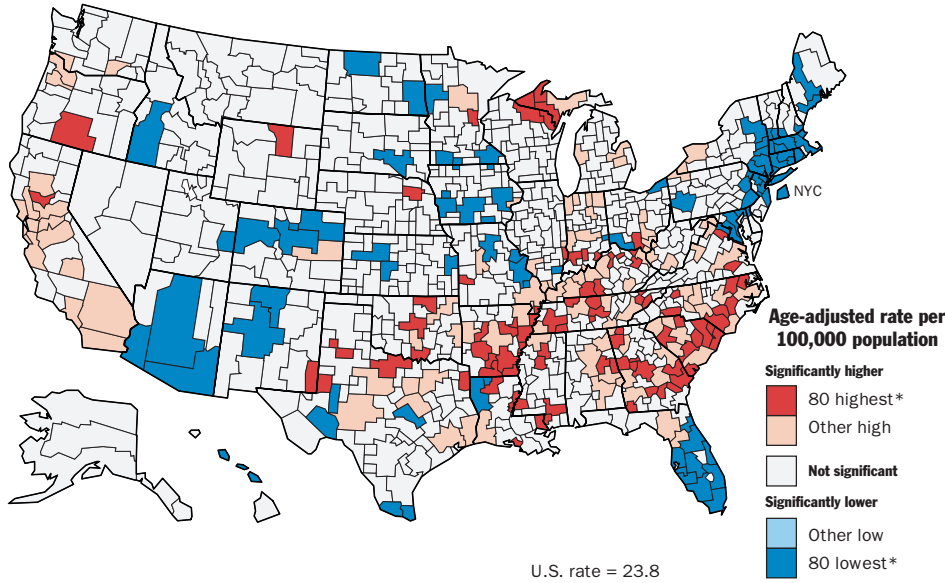 NYC
Age-adjusted rate per
100,000 population
Significantly higher
80 highest*
Other high
Not significant
Significantly lower
Other low
80 lowest*
U.S. rate = 23.8